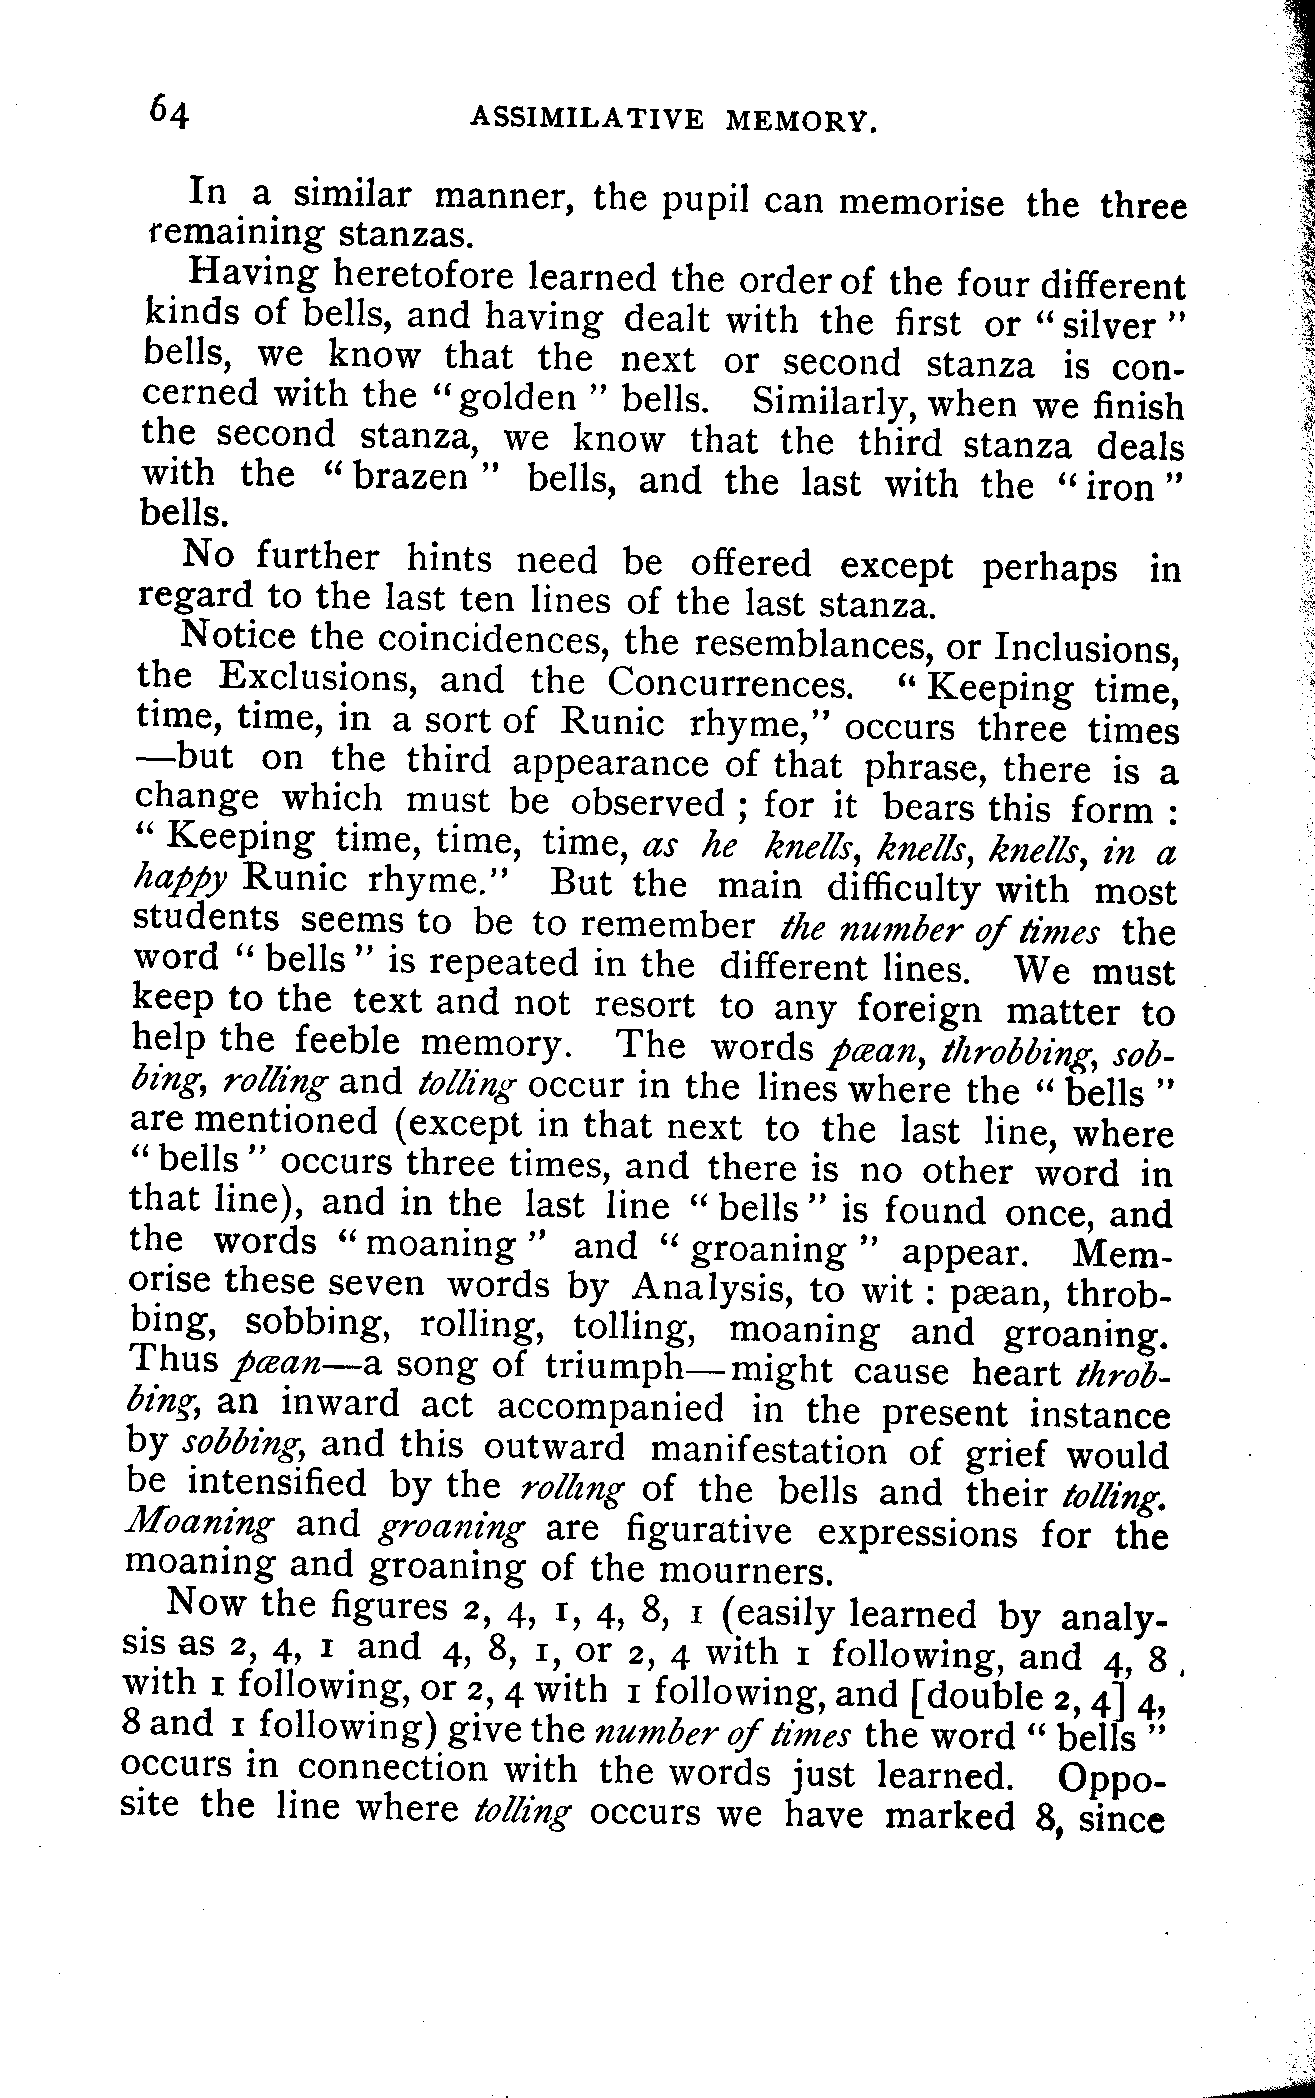 64 ASSIMILATIVE MEMORY.
In a similar manner, the pupil can memorise the three
remaining stanzas.
Having heretofore learned the order of the four different
kinds of bells, and having dealt with the first or “ silver ”
bells, we know that the next or second stanza is con-
cerned with the “ golden ” bells. Similarly, when we finish
the second stanza, we know that the third stanza deals
with the “ brazen ” bells, and the last with the “ iron ”
bells.
No further hints need be offered except perhaps in
regard to the last ten lines of the last stanza.
Notice the coincidences, the resemblances, or Inclusions,
the Exclusions, and the Concurrences. “ Keeping time,
time, time, in a sort of Runic rhyme,” occurs three times
—but on the third appearance of that phrase, there is a
change which must be observed ; for it bears this form :
“ Keeping time, time, time, as he knells, knells, knells, in a
happy Runic rhyme.” But the main difficulty with most
students seems to be to remember the number of times the
word “ bells ” is repeated in the different lines. We must
keep to the text and not resort to any foreign matter to
help the feeble memory. The words pœan, throbbing, sob-
bing, rolling and tolling occur in the lines where the “ bells ”
are mentioned (except in that next to the last line, where
“ bells ” occurs three times, and there is no other word in
that line), and in the last line “ bells ” is found once, and
the words “ moaning ” and “ groaning ” appear. Mem-
orise these seven words by Analysis, to wit : pæan, throb-
bing, sobbing, rolling, tolling, moaning and groaning.
Thus pœan—a song of triumph—might cause heart throb-
bing, an inward act accompanied in the present instance
by sobbing, and this outward manifestation of grief would
be intensified by the rolling of the bells and their tolling.
Moaning and groaning are figurative expressions for the
moaning and groaning of the mourners.
Now the figures 2, 4, 1, 4, 8, 1 (easily learned by analy-
sis as 2, 4, 1 and 4, 8, 1, or 2, 4 with 1 following, and 4, 8,
with 1 following, or 2, 4 with 1 following, and [double 2, 4] 4,
8 and 1 following) give the number of times the word “ bells ”
occurs in connection with the words just learned. Oppo-
site the line where tolling occurs we have marked 8, since